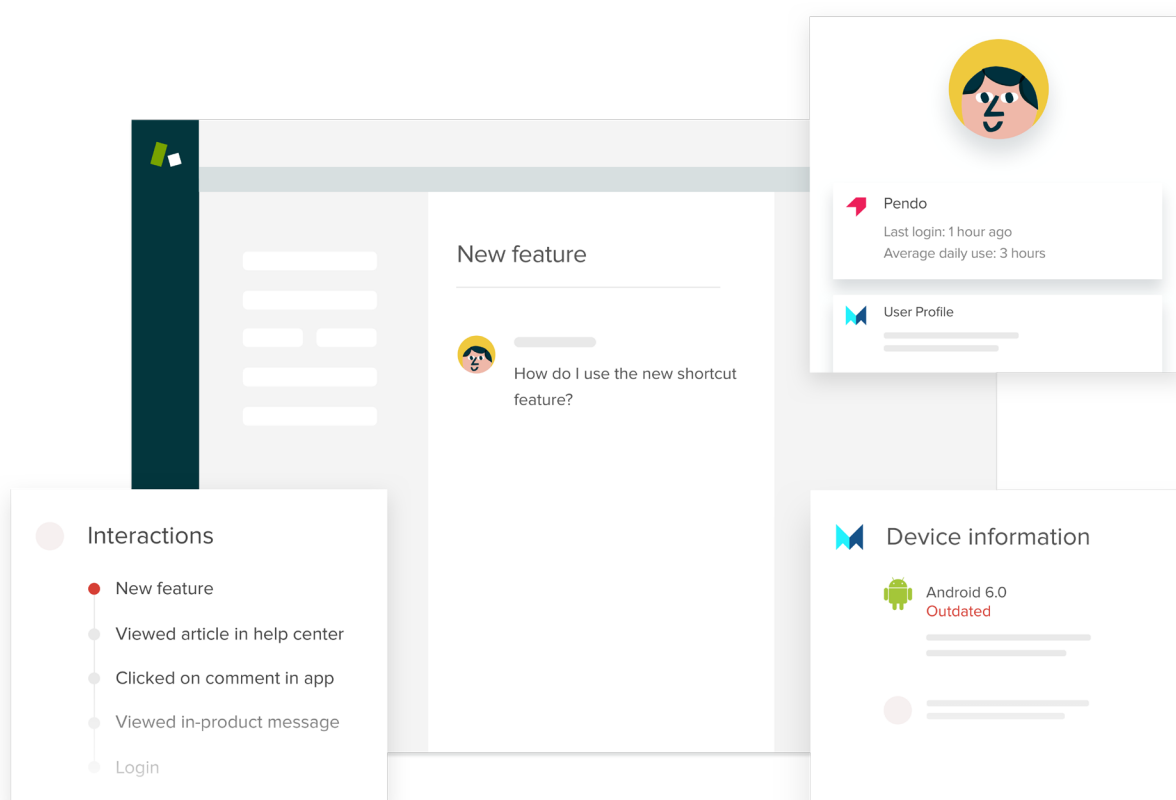 Pendo
Last login: 1 hour ago
Average daily use: 3 hours
User Profile
New feature
How do I use the new shortcut
feature?
Interactions
New feature
Viewed article in help center
Clicked on comment in app
Viewed in-product message
Login
Device information
Android 6.0
Outdated